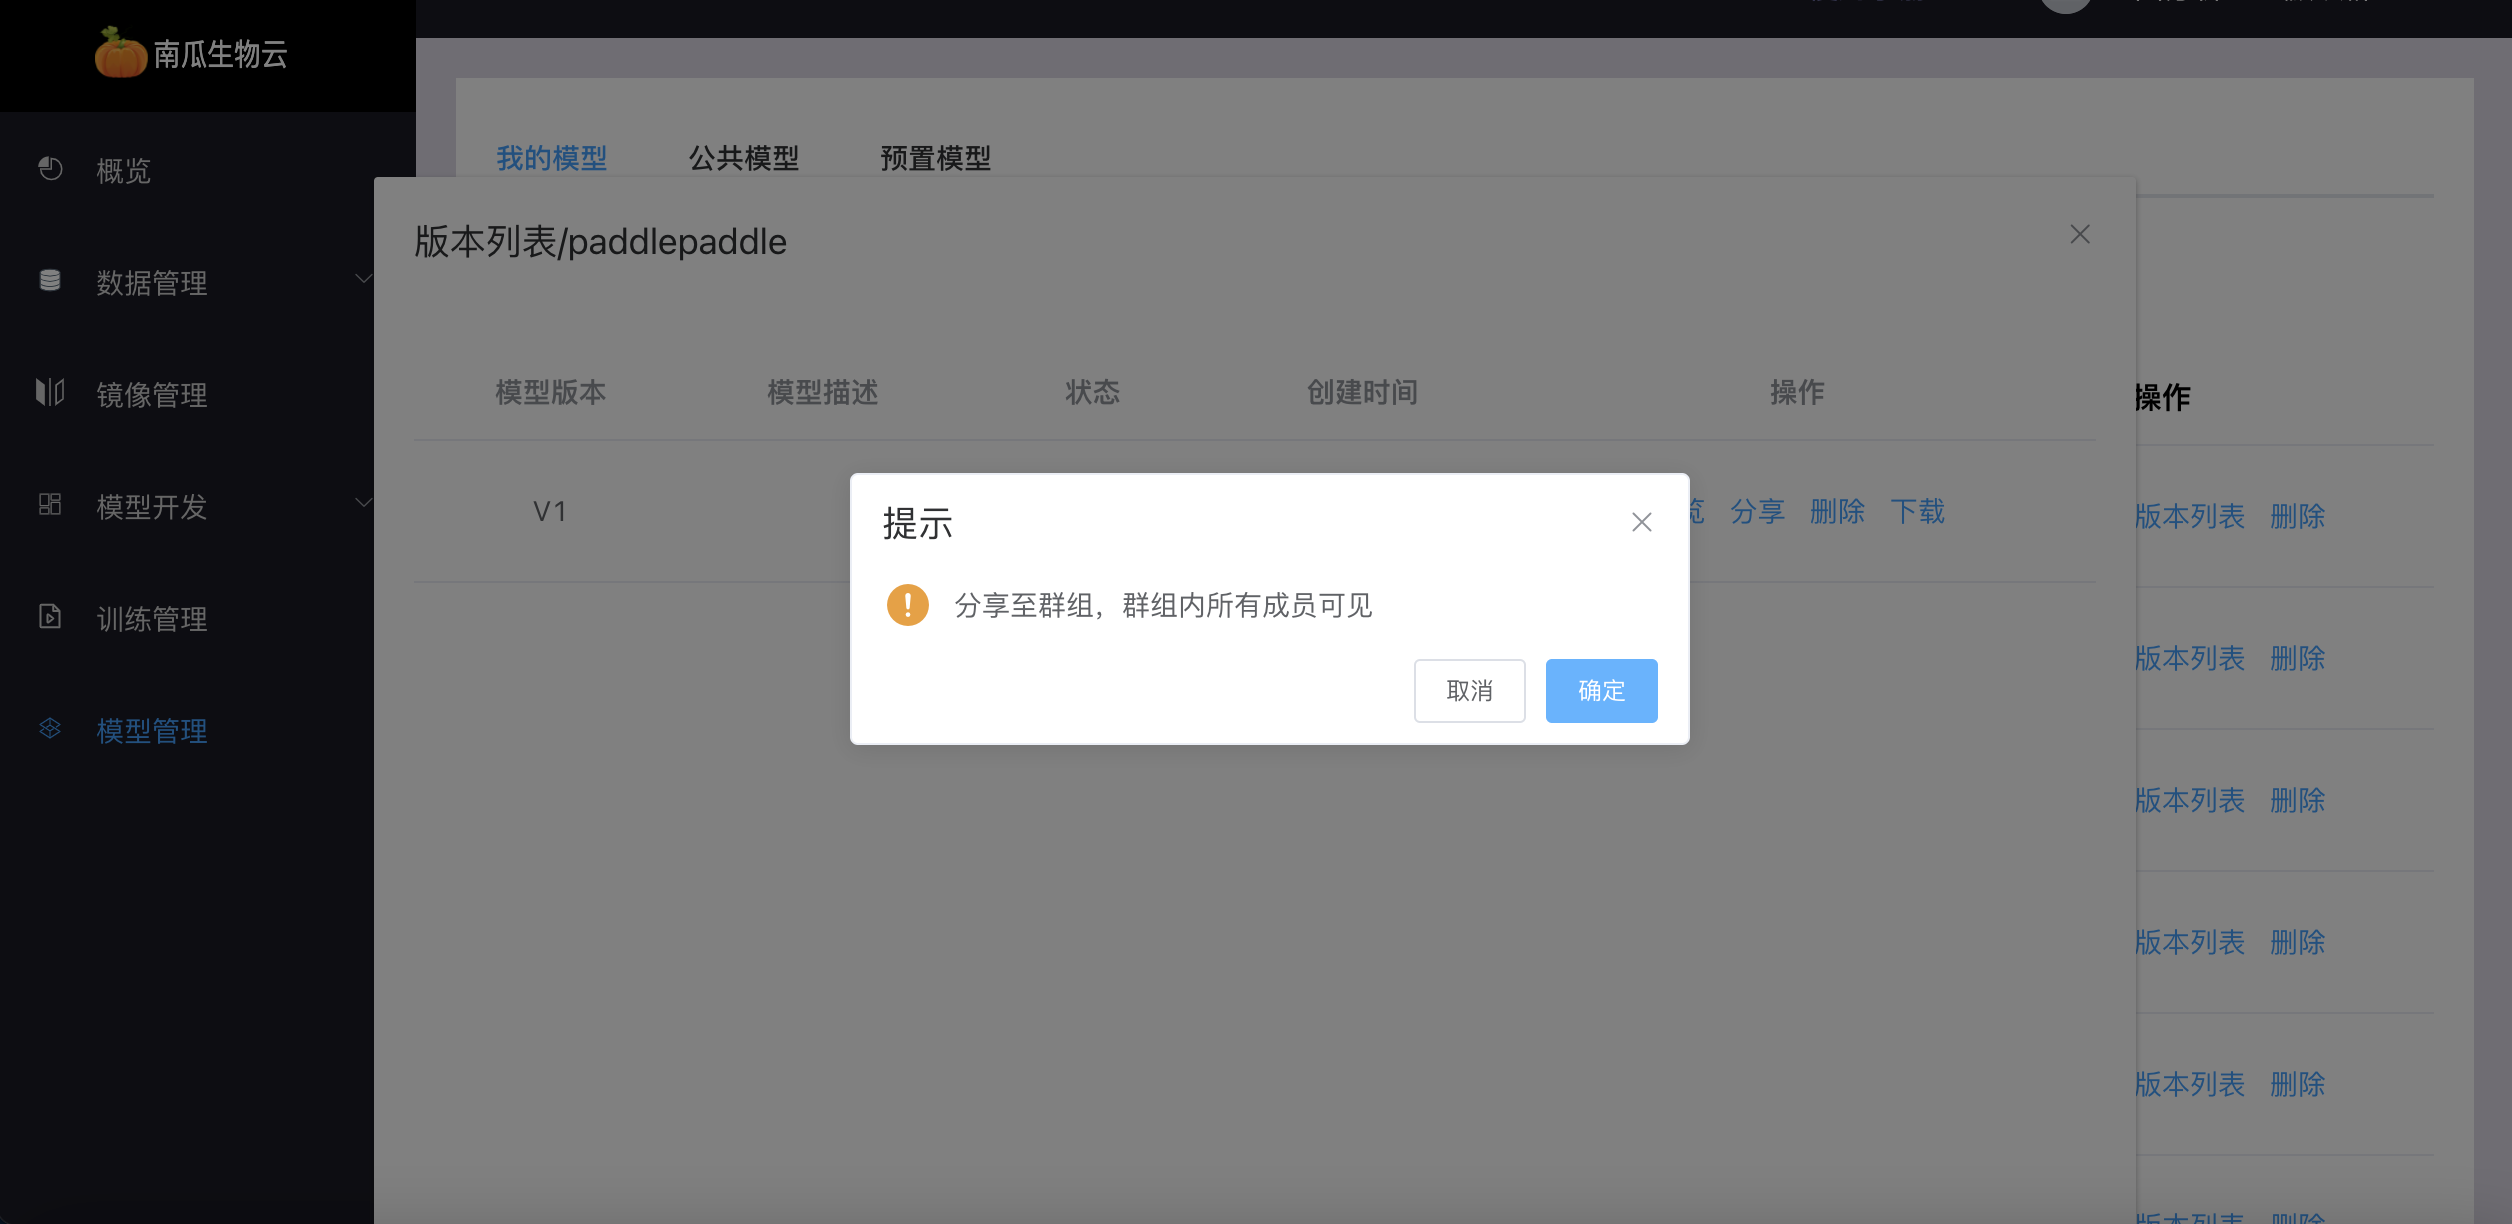 南瓜生物云
概览
数据管理
镜像管理
模型开发
训练管理
模型管理
我的模型 公共模型 预置模型
版本列表/paddlepaddle
模型版本 模型描述 状态 创建时间 操作
操作
V1 分享 删除 下载
版本列表 删除
提示
分享至群组，群组内所有成员可见
取消 确定
版本列表 删除
版本列表 删除
版本列表 删除
版本列表 删除
版本列表 删除